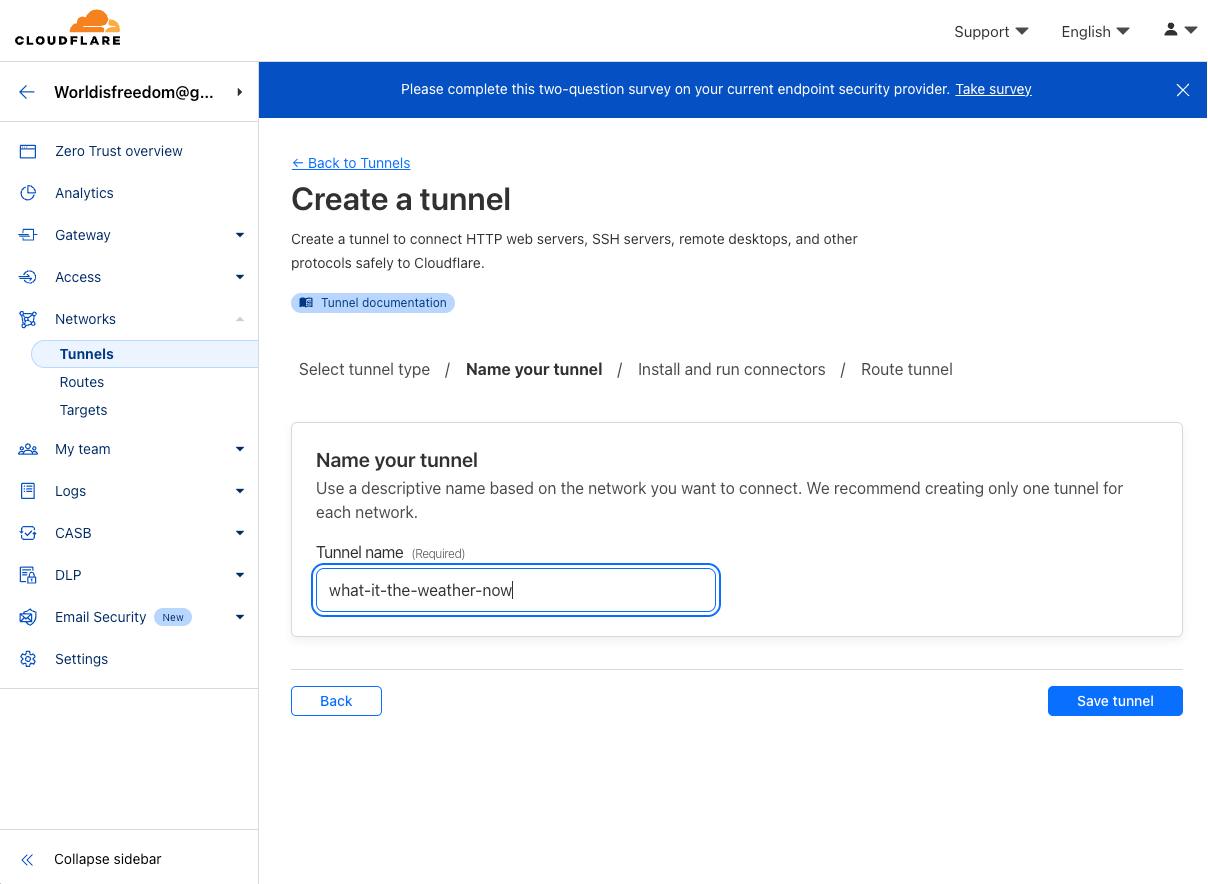 CLOUDFLARE
Support
English
Worldisfreedom@g...
Please complete this two-question survey on your current endpoint security provider. Take survey
Zero Trust overview
Analytics
Gateway
Access
Networks
Tunnels
Routes
Targets
My team
Logs
CASB
DLP
Email Security New
Settings
Collapse sidebar
← Back to Tunnels
Create a tunnel
Create a tunnel to connect HTTP web servers, SSH servers, remote desktops, and other
protocols safely to Cloudflare.
Tunnel documentation
Select tunnel type / Name your tunnel / Install and run connectors / Route tunnel
Name your tunnel
Use a descriptive name based on the network you want to connect. We recommend creating only one tunnel for
each network.
Tunnel name (Required)
what-it-the-weather-now
Back
Save tunnel